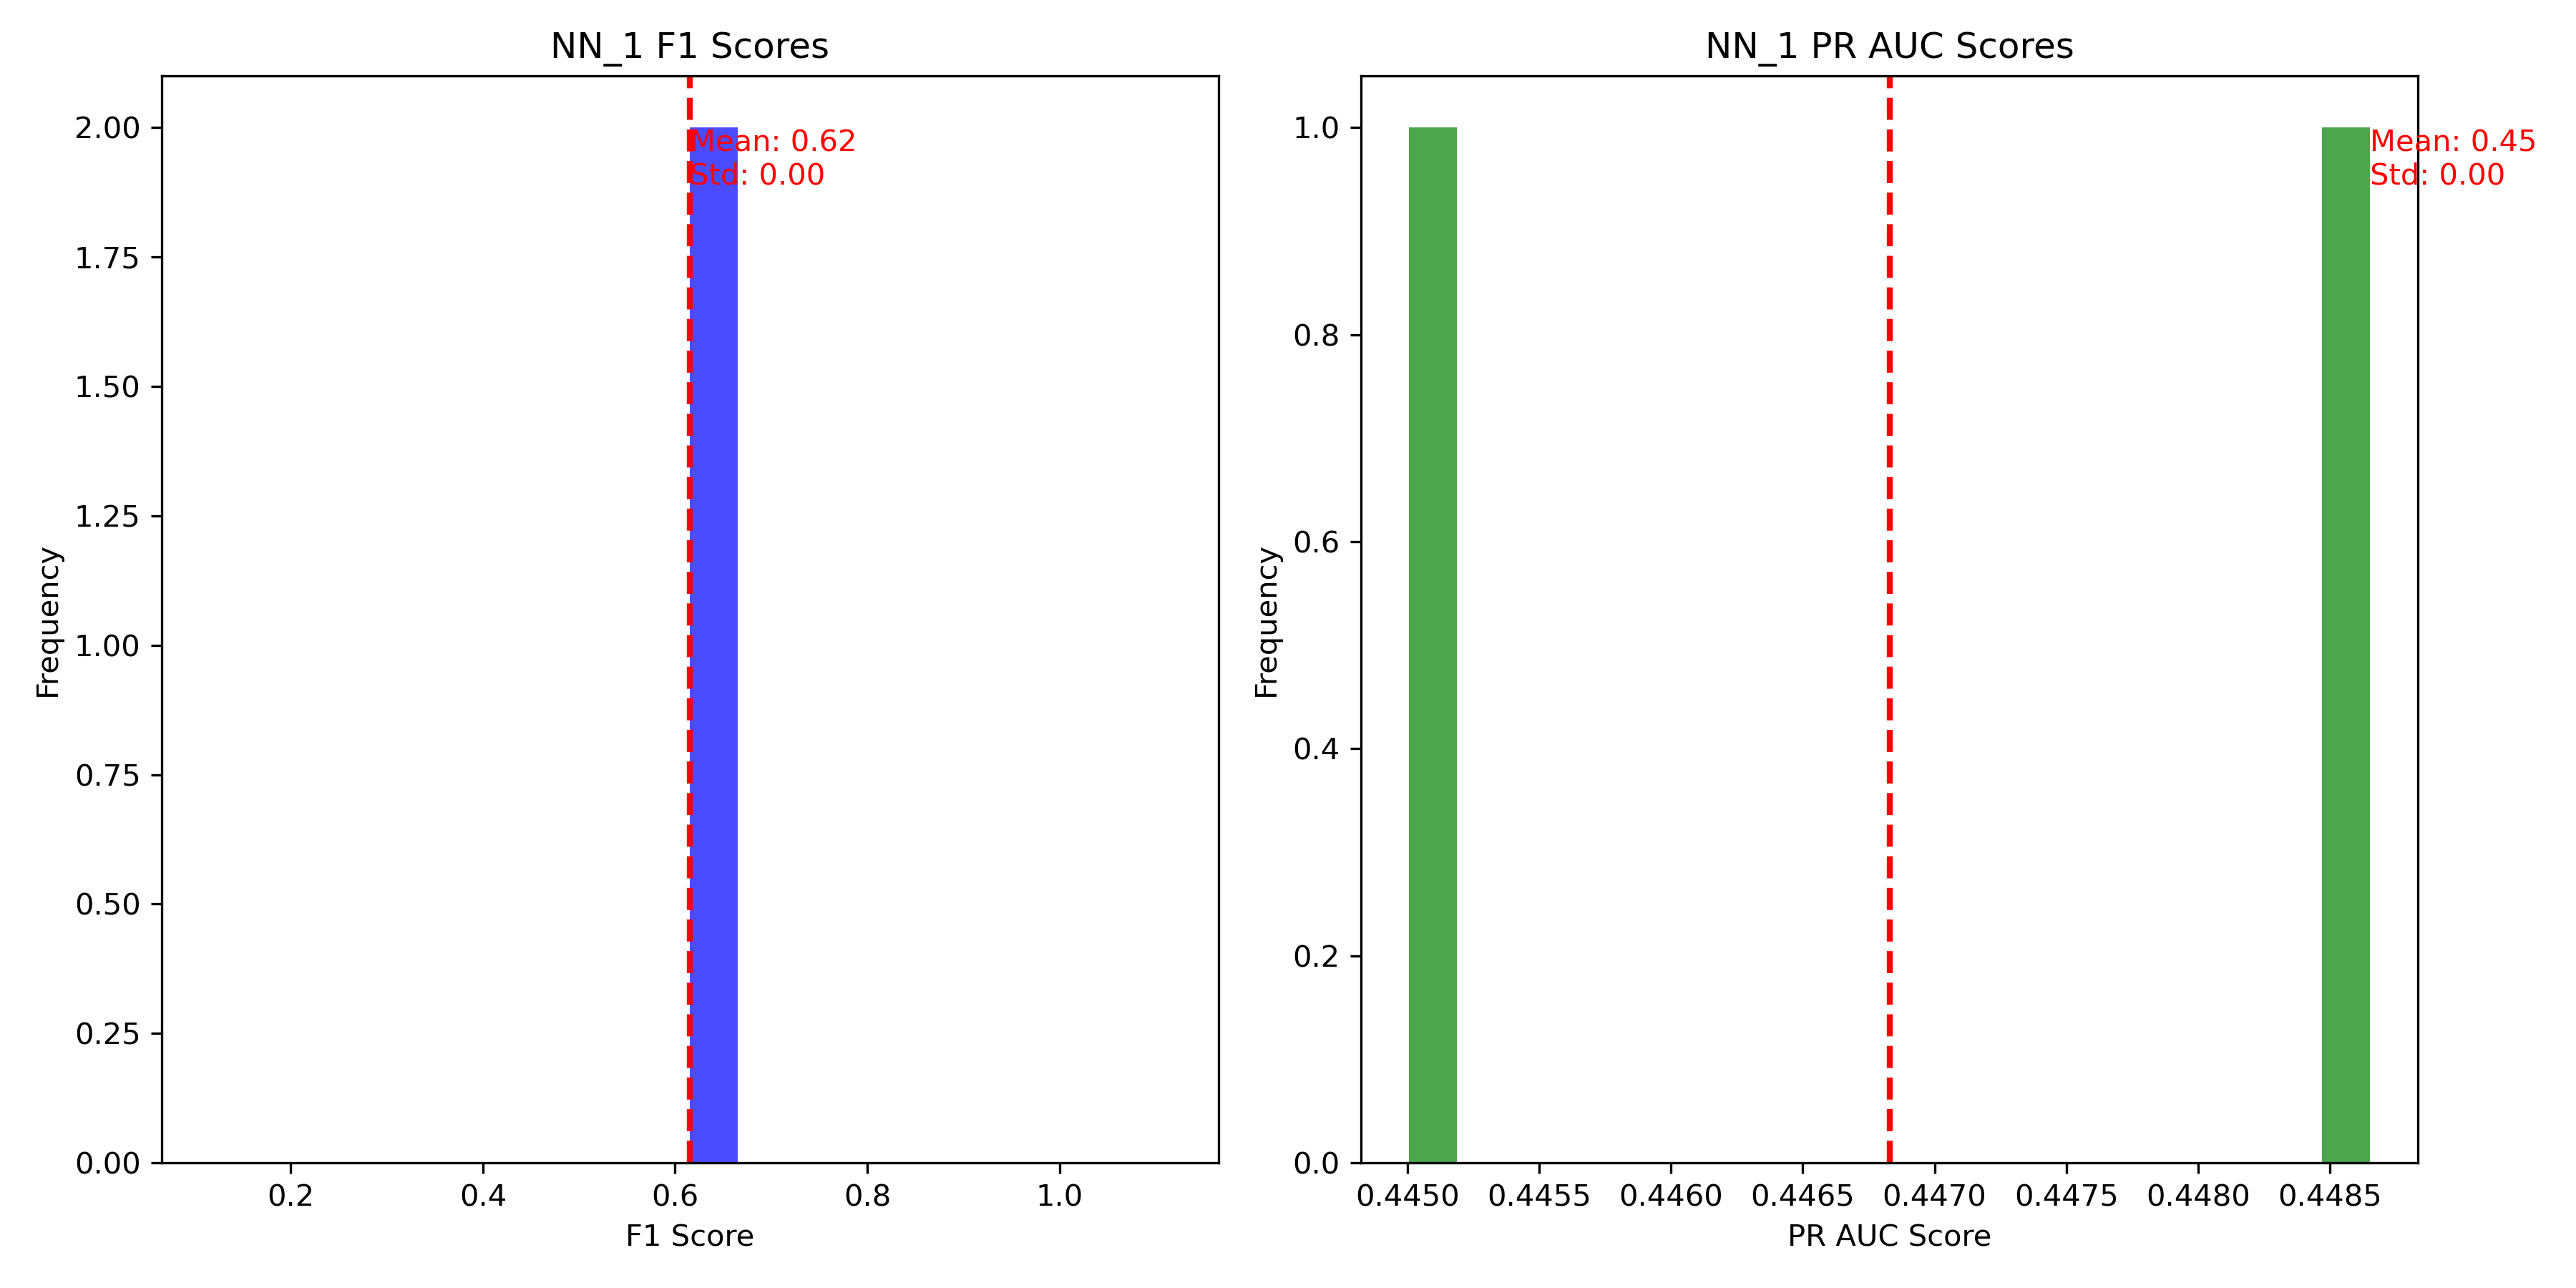 NN_1 F1 Scores
2.00
1.75
1.50
1.25
1.00
0.75
0.50
0.25
0.00
Frequency
Mean: 0.62
Std: 0.00
0.2 0.4 0.6 0.8 1.0
F1 Score
NN_1 PR AUC Scores
1.0
0.8
0.6
0.4
0.2
0.0
Frequency
Mean: 0.45
Std: 0.00
0.4450 0.4455 0.4460 0.4465 0.4470 0.4475 0.4480 0.4485
PR AUC Score